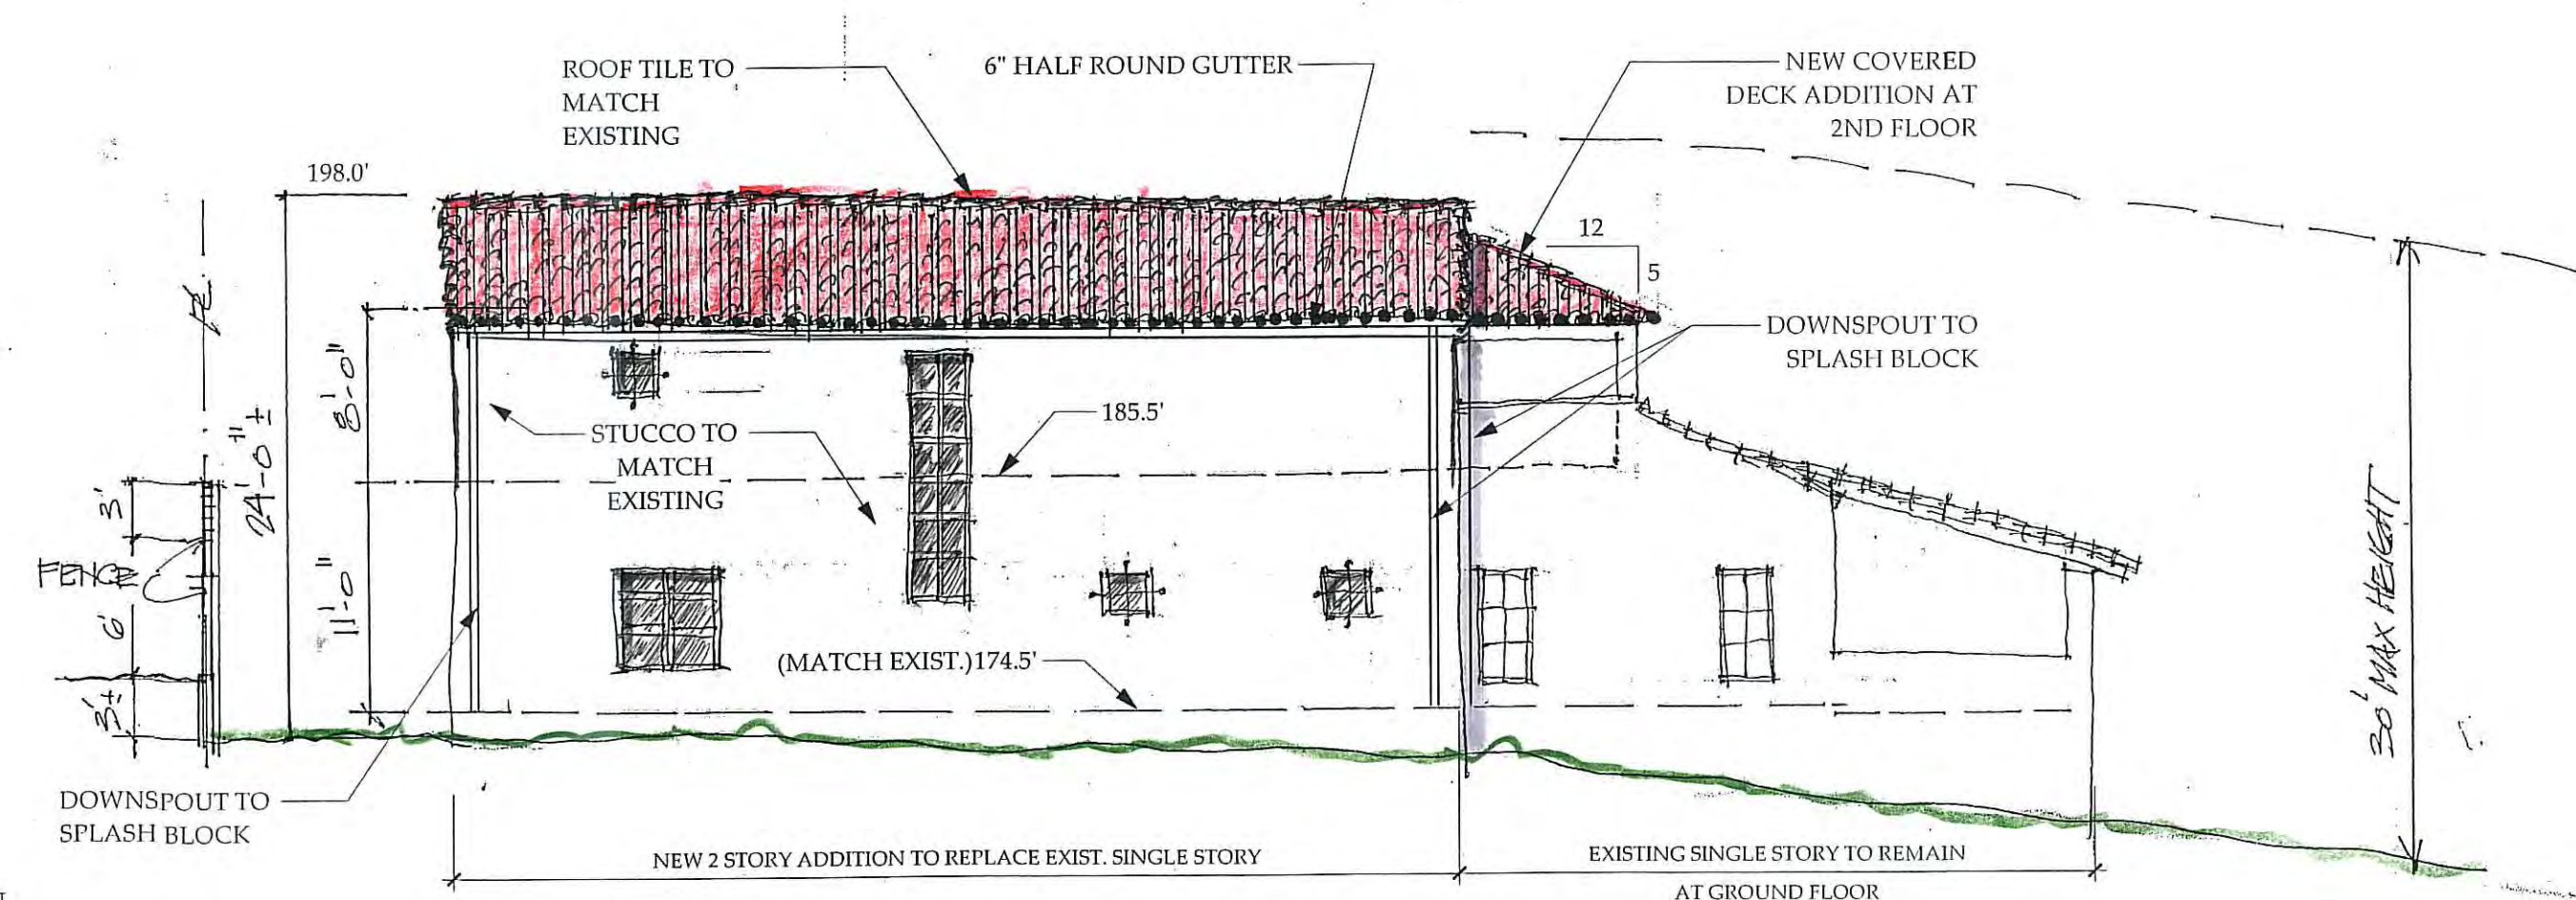 ROOF TILE TO
MATCH
EXISTING
6" HALF ROUND GUTTER
NEW COVERED
DECK ADDITION AT
2ND FLOOR
198.0'
12
5
DOWNSPOUT TO
SPLASH BLOCK
8'-0"
24'-0" ±
STUCCO TO
MATCH
EXISTING
185.5'
3'
FENCE
6'
3'±
11'-0"
(MATCH EXIST.)174.5'
30' MAX HEIGHT
DOWNSPOUT TO
SPLASH BLOCK
NEW 2 STORY ADDITION TO REPLACE EXIST. SINGLE STORY
EXISTING SINGLE STORY TO REMAIN
AT GROUND FLOOR